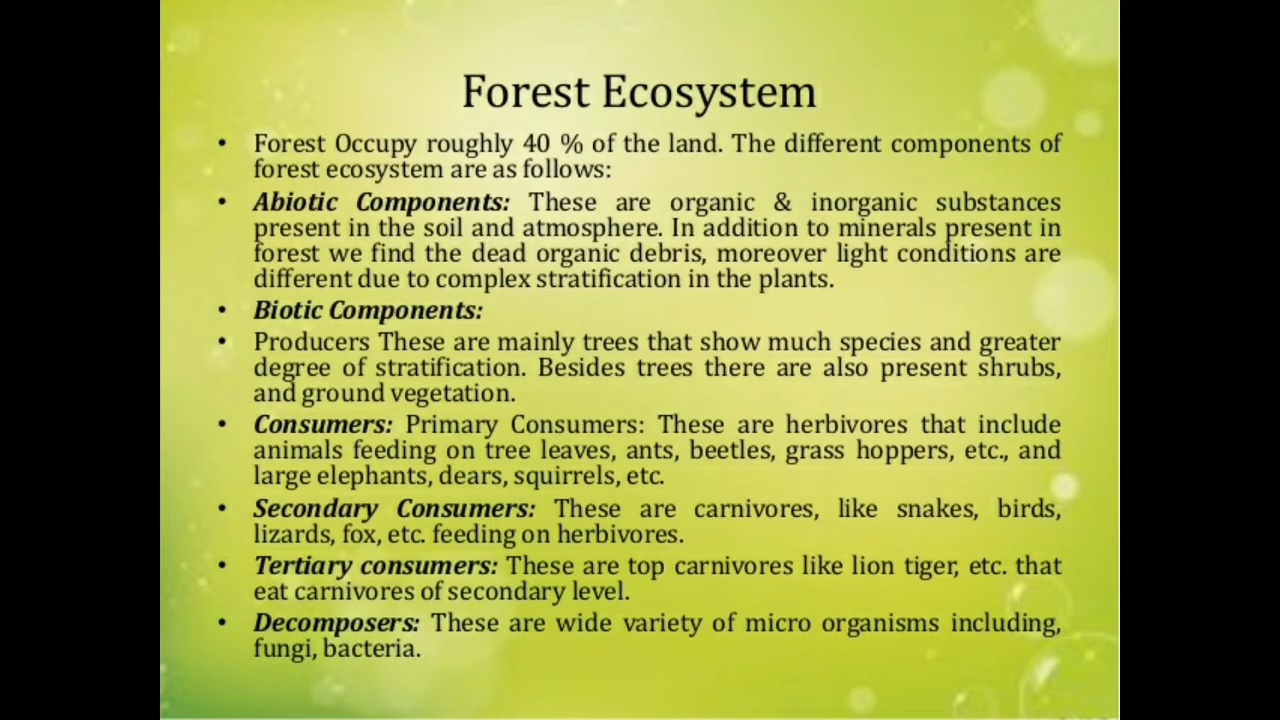 Forest Ecosystem
• Forest Occupy roughly 40 % of the land. The different components of
forest ecosystem are as follows:
• Abiotic Components: These are organic & inorganic substances
present in the soil and atmosphere. In addition to minerals present in
forest we find the dead organic debris, moreover light conditions are
different due to complex stratification in the plants.
• Biotic Components:
• Producers These are mainly trees that show much species and greater
degree of stratification. Besides trees there are also present shrubs,
and ground vegetation.
• Consumers: Primary Consumers: These are herbivores that include
animals feeding on tree leaves, ants, beetles, grass hoppers, etc., and
large elephants, dears, squirrels, etc.
• Secondary Consumers: These are carnivores, like snakes, birds,
lizards, fox, etc. feeding on herbivores.
• Tertiary consumers: These are top carnivores like lion tiger, etc. that
eat carnivores of secondary level.
• Decomposers: These are wide variety of micro organisms including,
fungi, bacteria.